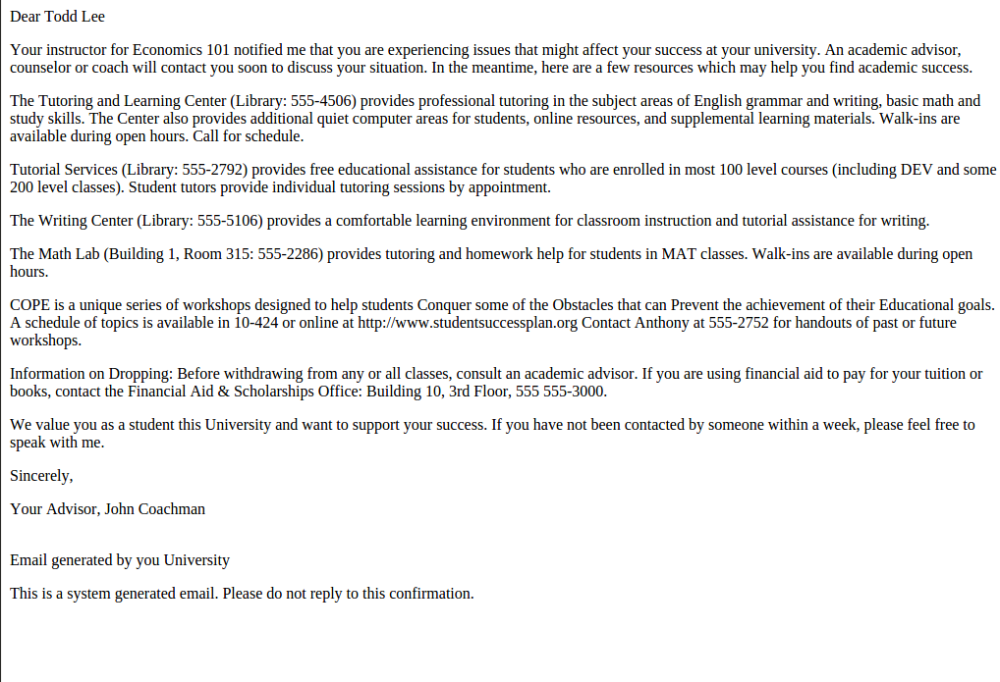 Dear Todd Lee
Your instructor for Economics 101 notified me that you are experiencing issues that might affect your success at your university. An academic advisor,
counselor or coach will contact you soon to discuss your situation. In the meantime, here are a few resources which may help you find academic success.
The Tutoring and Learning Center (Library: 555-4506) provides professional tutoring in the subject areas of English grammar and writing, basic math and
study skills. The Center also provides additional quiet computer areas for students, online resources, and supplemental learning materials. Walk-ins are
available during open hours. Call for schedule.
Tutorial Services (Library: 555-2792) provides free educational assistance for students who are enrolled in most 100 level courses (including DEV and some
200 level classes). Student tutors provide individual tutoring sessions by appointment.
The Writing Center (Library: 555-5106) provides a comfortable learning environment for classroom instruction and tutorial assistance for writing.
The Math Lab (Building 1, Room 315: 555-2286) provides tutoring and homework help for students in MAT classes. Walk-ins are available during open
hours.
COPE is a unique series of workshops designed to help students Conquer some of the Obstacles that can Prevent the achievement of their Educational goals.
A schedule of topics is available in 10-424 or online at http://www.studentsuccessplan.org Contact Anthony at 555-2752 for handouts of past or future
workshops.
Information on Dropping: Before withdrawing from any or all classes, consult an academic advisor. If you are using financial aid to pay for your tuition or
books, contact the Financial Aid & Scholarships Office: Building 10, 3rd Floor, 555 555-3000.
We value you as a student this University and want to support your success. If you have not been contacted by someone within a week, please feel free to
speak with me.
Sincerely,
Your Advisor, John Coachman
Email generated by you University
This is a system generated email. Please do not reply to this confirmation.